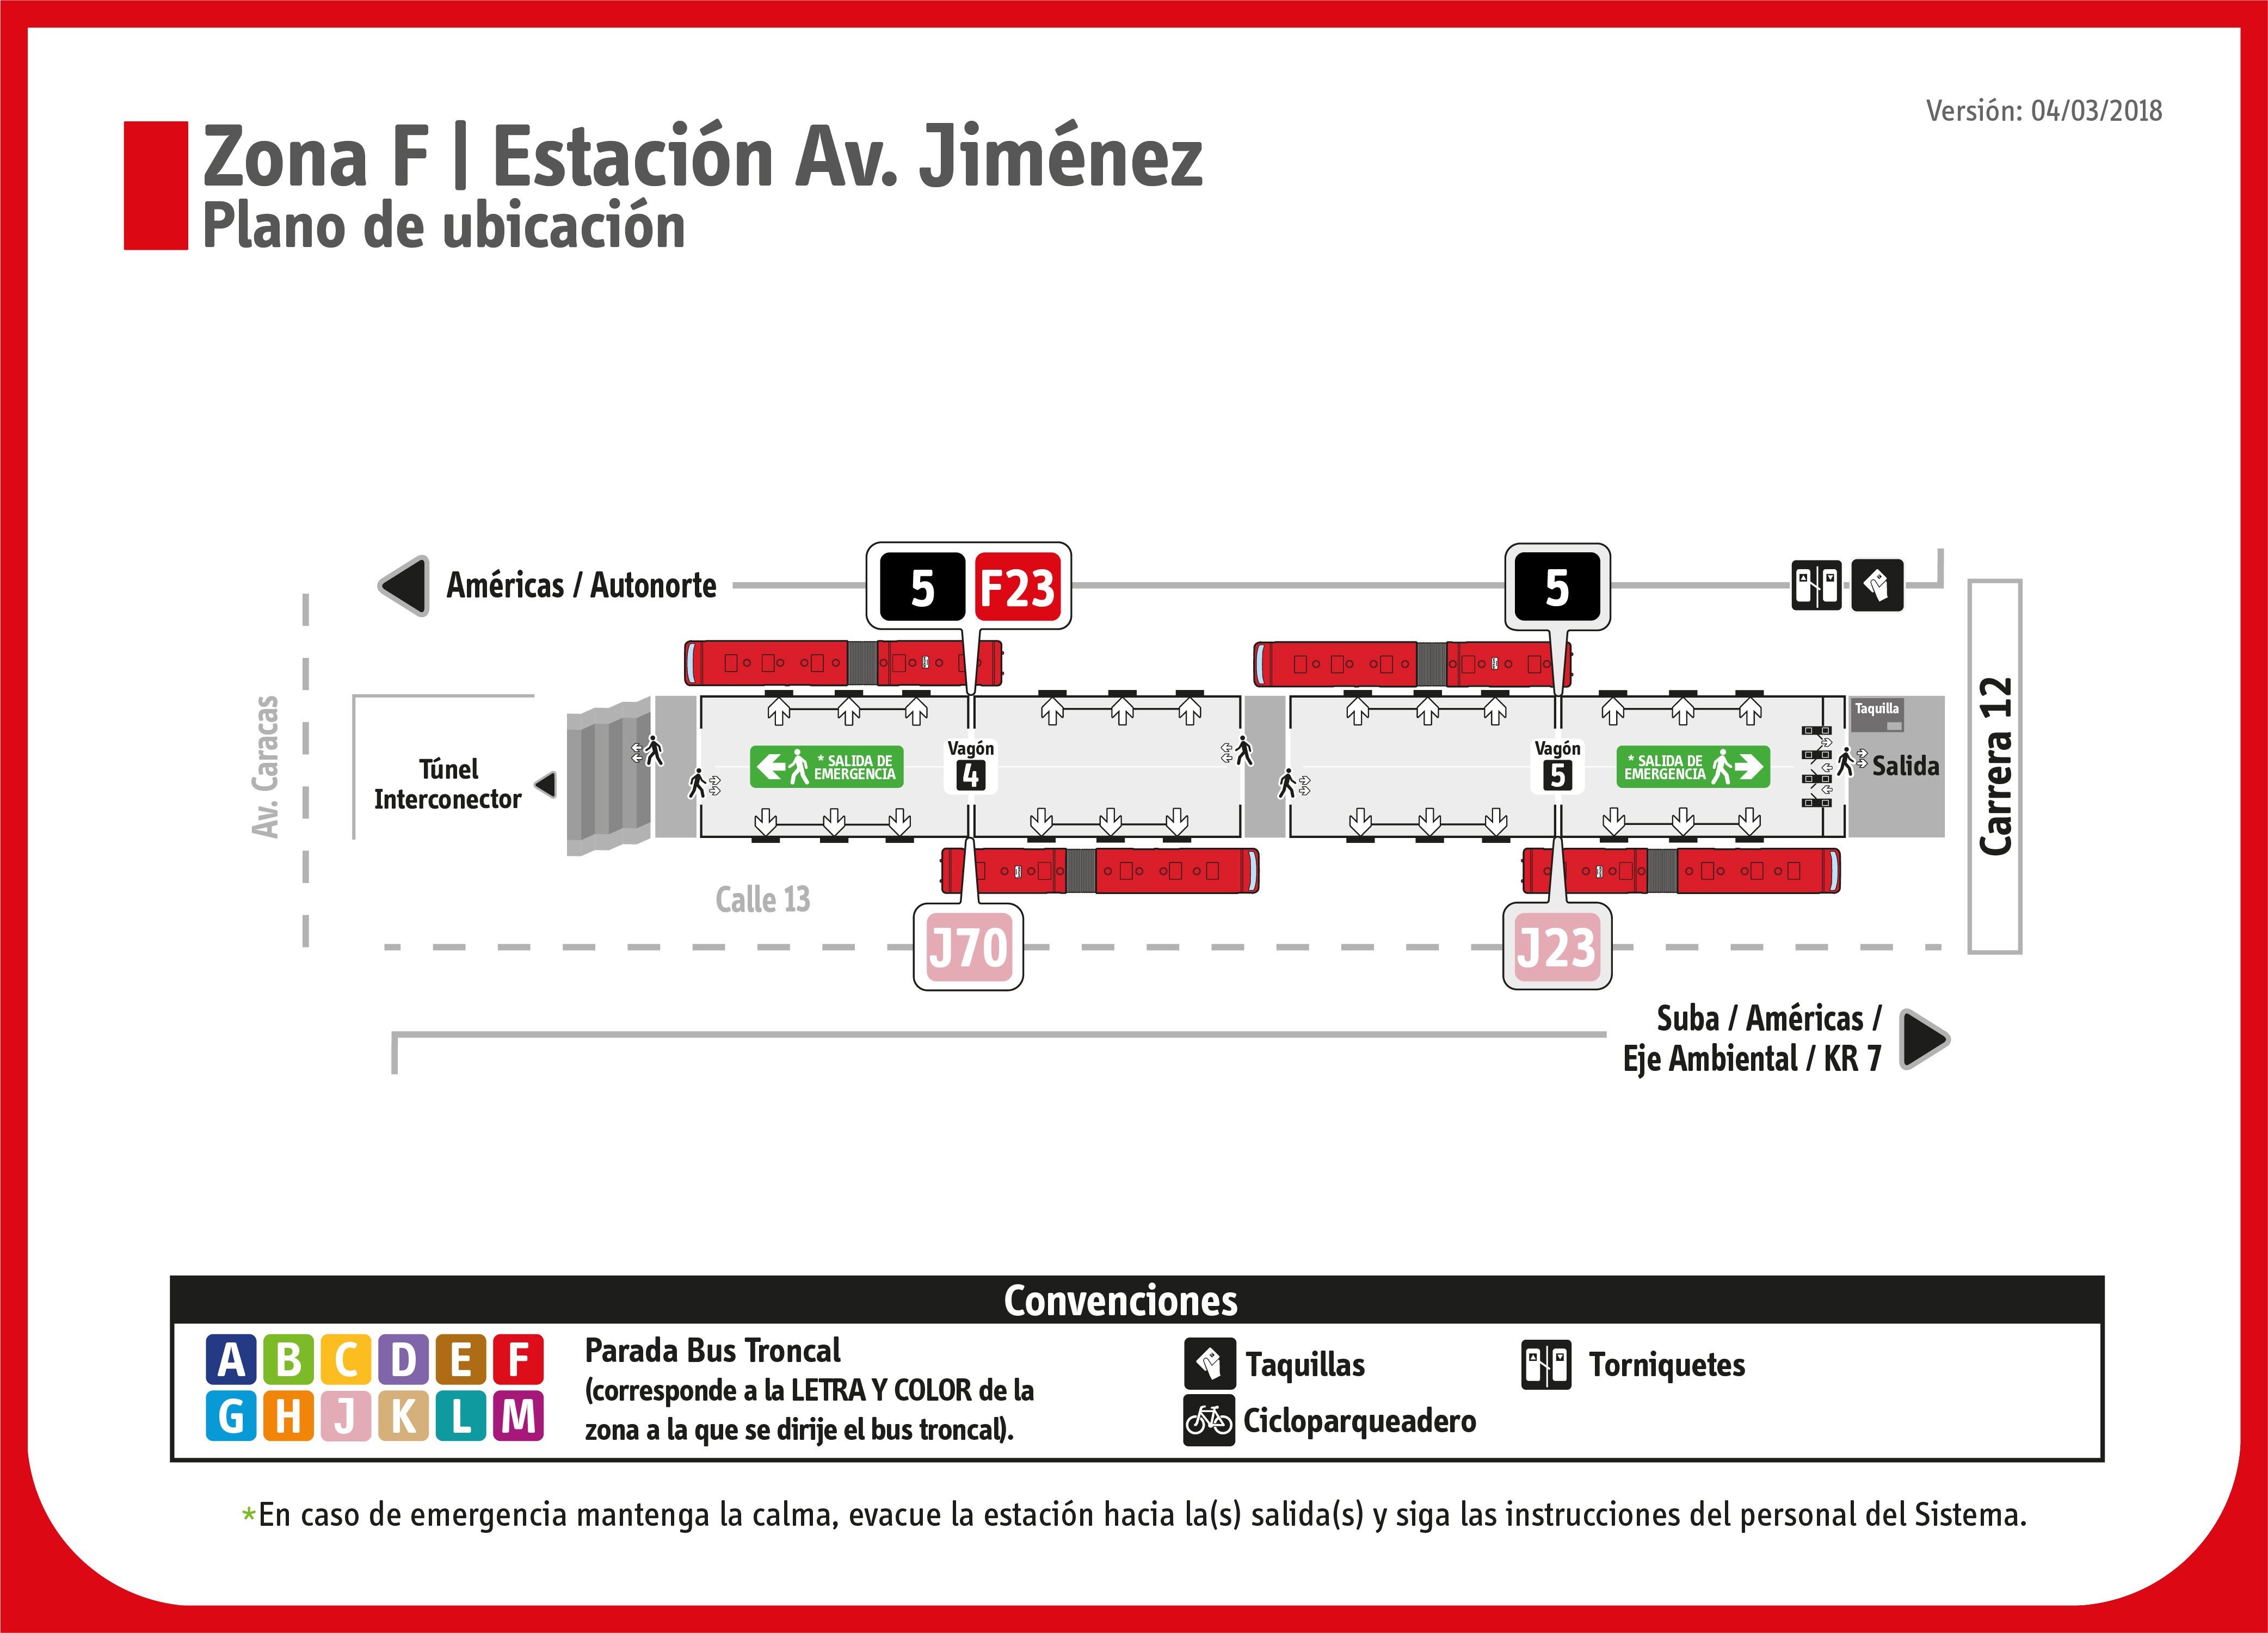 Versión: 04/03/2018
Zona F | Estación Av. Jiménez
Plano de ubicación
Américas / Autonorte
5 F23
5
Av. Caracas
Túnel
Interconector
* SALIDA DE
EMERGENCIA
Vagón
4
Vagón
5
* SALIDA DE
EMERGENCIA
Taquilla
Salida
Carrera 12
Calle 13
J70
J23
Suba / Américas /
Eje Ambiental / KR 7
Convenciones
A B C D E F
G H J K L M
Parada Bus Troncal
(corresponde a la LETRA Y COLOR de la
zona a la que se dirije el bus troncal).
Taquillas
Cicloparqueadero
Torniquetes
*En caso de emergencia mantenga la calma, evacue la estación hacia la(s) salida(s) y siga las instrucciones del personal del Sistema.